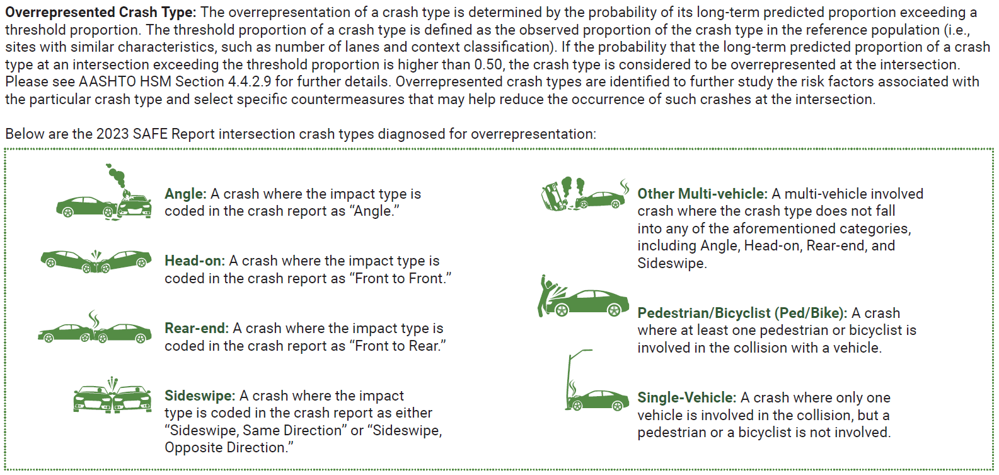 Overrepresented Crash Type: The overrepresentation of a crash type is determined by the probability of its long-term predicted proportion exceeding a
threshold proportion. The threshold proportion of a crash type is defined as the observed proportion of the crash type in the reference population (i.e.,
sites with similar characteristics, such as number of lanes and context classification). If the probability that the long-term predicted proportion of a crash
type at an intersection exceeding the threshold proportion is higher than 0.50, the crash type is considered to be overrepresented at the intersection.
Please see AASHTO HSM Section 4.4.2.9 for further details. Overrepresented crash types are identified to further study the risk factors associated with
the particular crash type and select specific countermeasures that may help reduce the occurrence of such crashes at the intersection.
Below are the 2023 SAFE Report intersection crash types diagnosed for overrepresentation:
Angle: A crash where the impact type is
coded in the crash report as “Angle.”
Head-on: A crash where the impact type is
coded in the crash report as “Front to Front.”
Rear-end: A crash where the impact type is
coded in the crash report as “Front to Rear.”
Sideswipe: A crash where the impact
type is coded in the crash report as either
“Sideswipe, Same Direction” or “Sideswipe,
Opposite Direction.”
Other Multi-vehicle: A multi-vehicle involved
crash where the crash type does not fall
into any of the aforementioned categories,
including Angle, Head-on, Rear-end, and
Sideswipe.
Pedestrian/Bicyclist (Ped/Bike): A crash
where at least one pedestrian or bicyclist is
involved in the collision with a vehicle.
Single-Vehicle: A crash where only one
vehicle is involved in the collision, but a
pedestrian or a bicyclist is not involved.